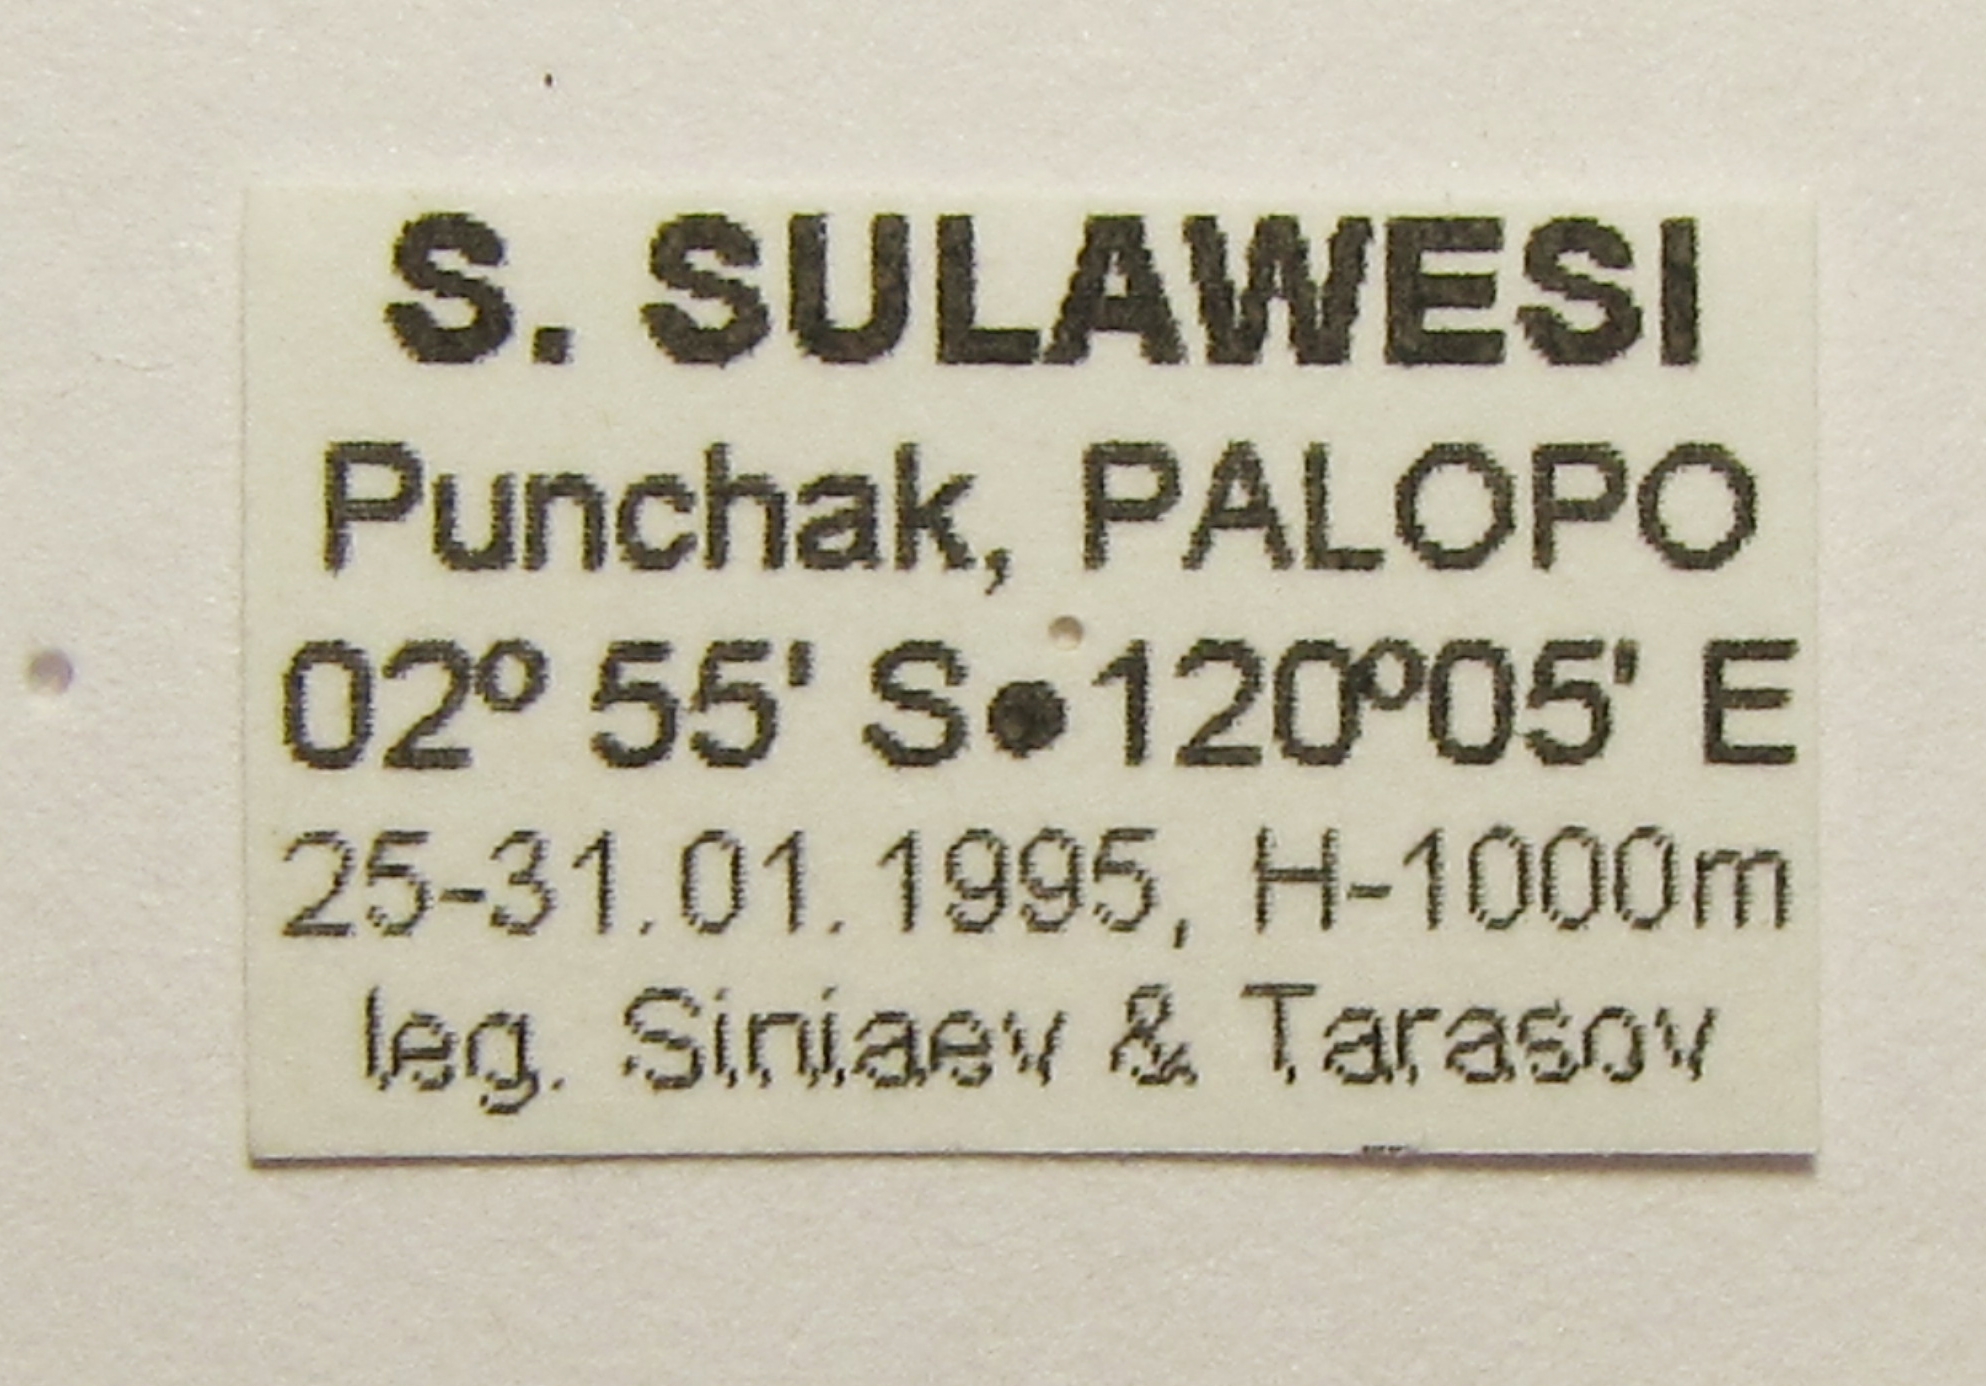 S. SULAWESI
Punchak, PALOPO
02º 55' S●120º05' E
25-31.01.1995, H-1000m
leg. Siniaev & Tarasov